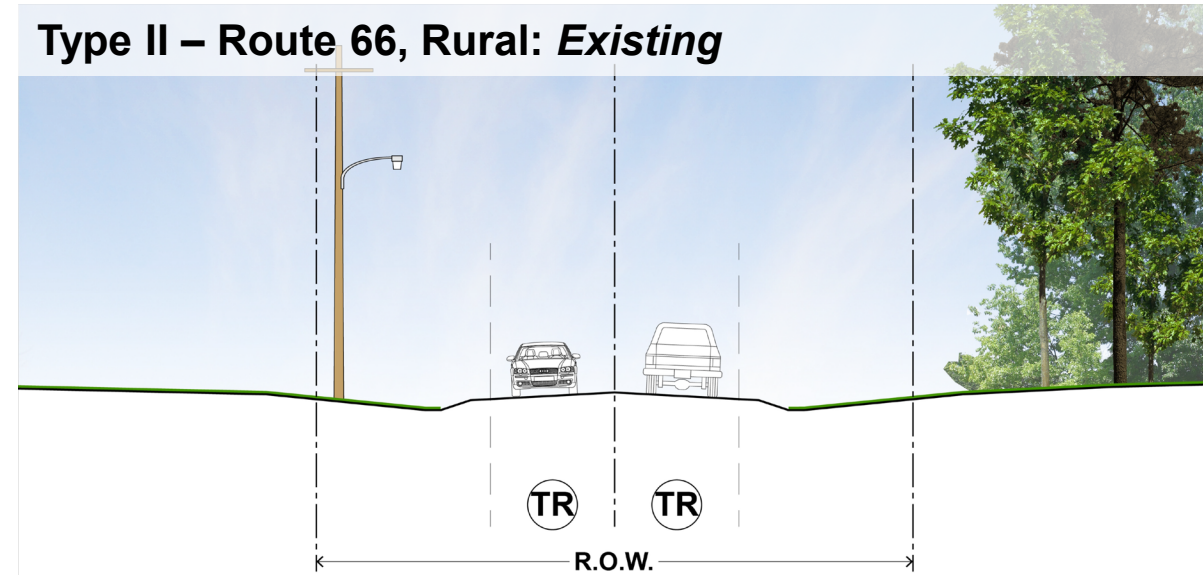 Type II – Route 66, Rural: Existing
TR TR
R.O.W.